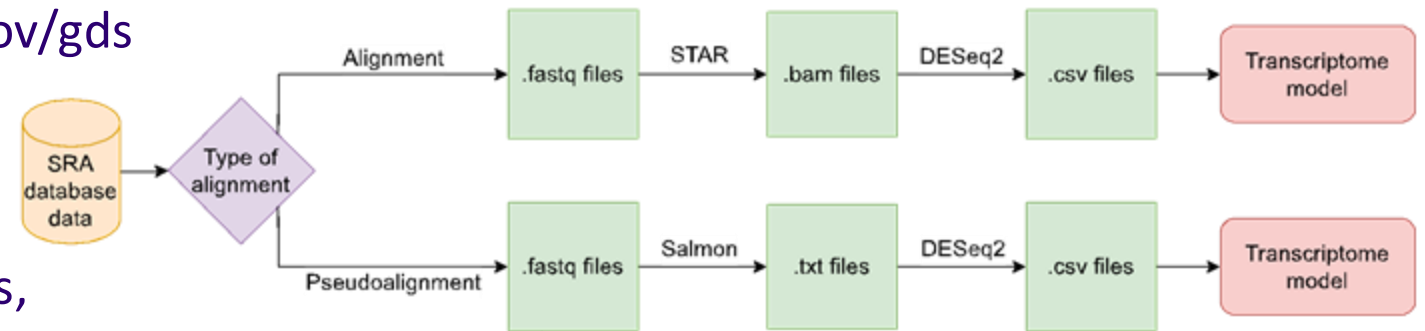 ov/gds
Alignment
.fastq files
STAR
.bam files
DESeq2
.csv files
Transcriptome
model
SRA
database
data
Type of
alignment
Pseudoalignment
.fastq files
Salmon
.txt files
DESeq2
.csv files
Transcriptome
model
s,